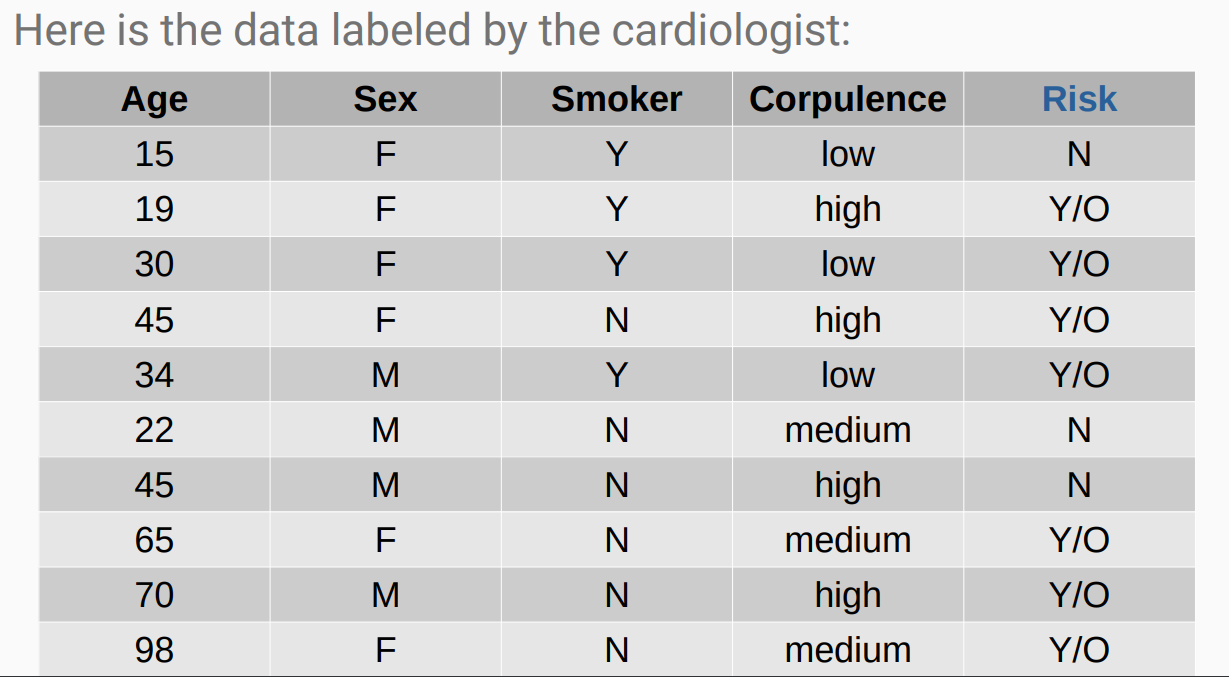 Here is the data labeled by the cardiologist:
Age Sex Smoker Corpulence Risk
15 F Y low N
19 F Y high Y/O
30 F Y low Y/O
45 F N high Y/O
34 M Y low Y/O
22 M N medium N
45 M N high N
65 F N medium Y/O
70 M N high Y/O
98 F N medium Y/O